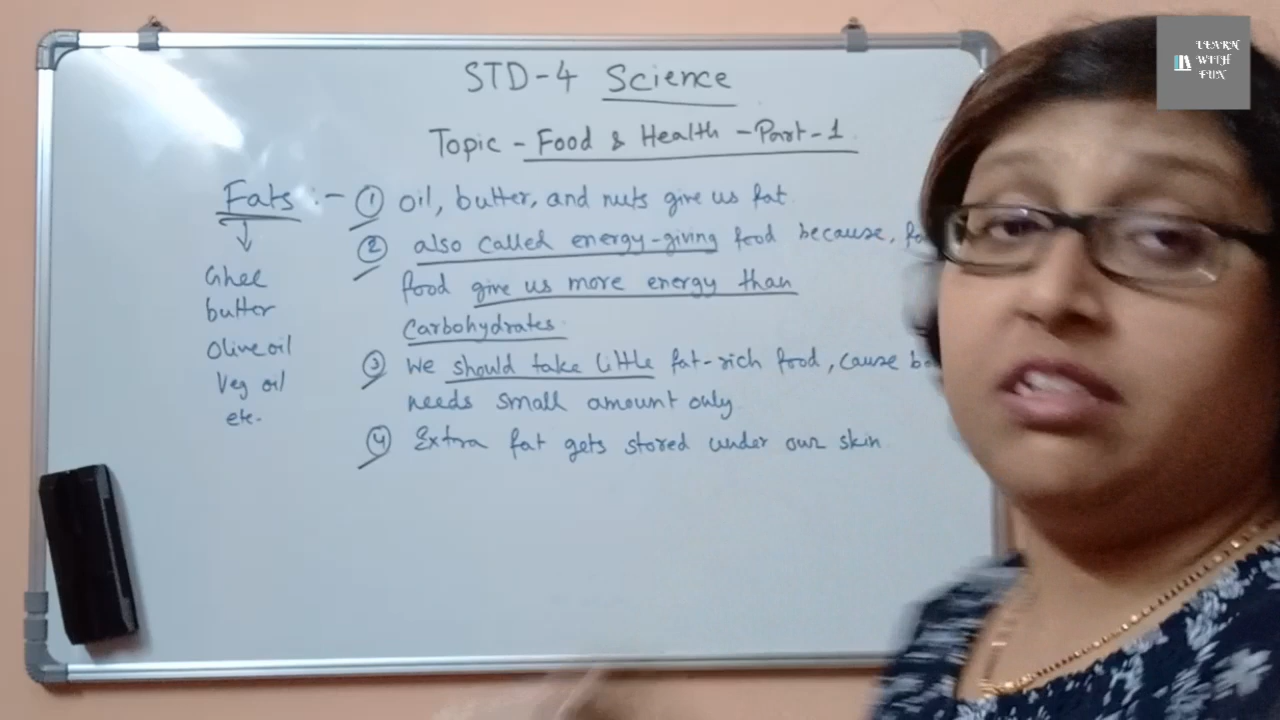 STD-4 Science
Topic - Food & Health - Part-1
Fats :- ① oil, butter, and nuts give us fat.
② also called energy-giving food because,
food give us more energy than
Carbohydrates.
③ We should take little fat-rich food, cause
needs small amount only
④ Extra fat gets stored under our skin
Ghee
butter
Olive oil
Veg oil
etc.
LEARN
WITH
FUN